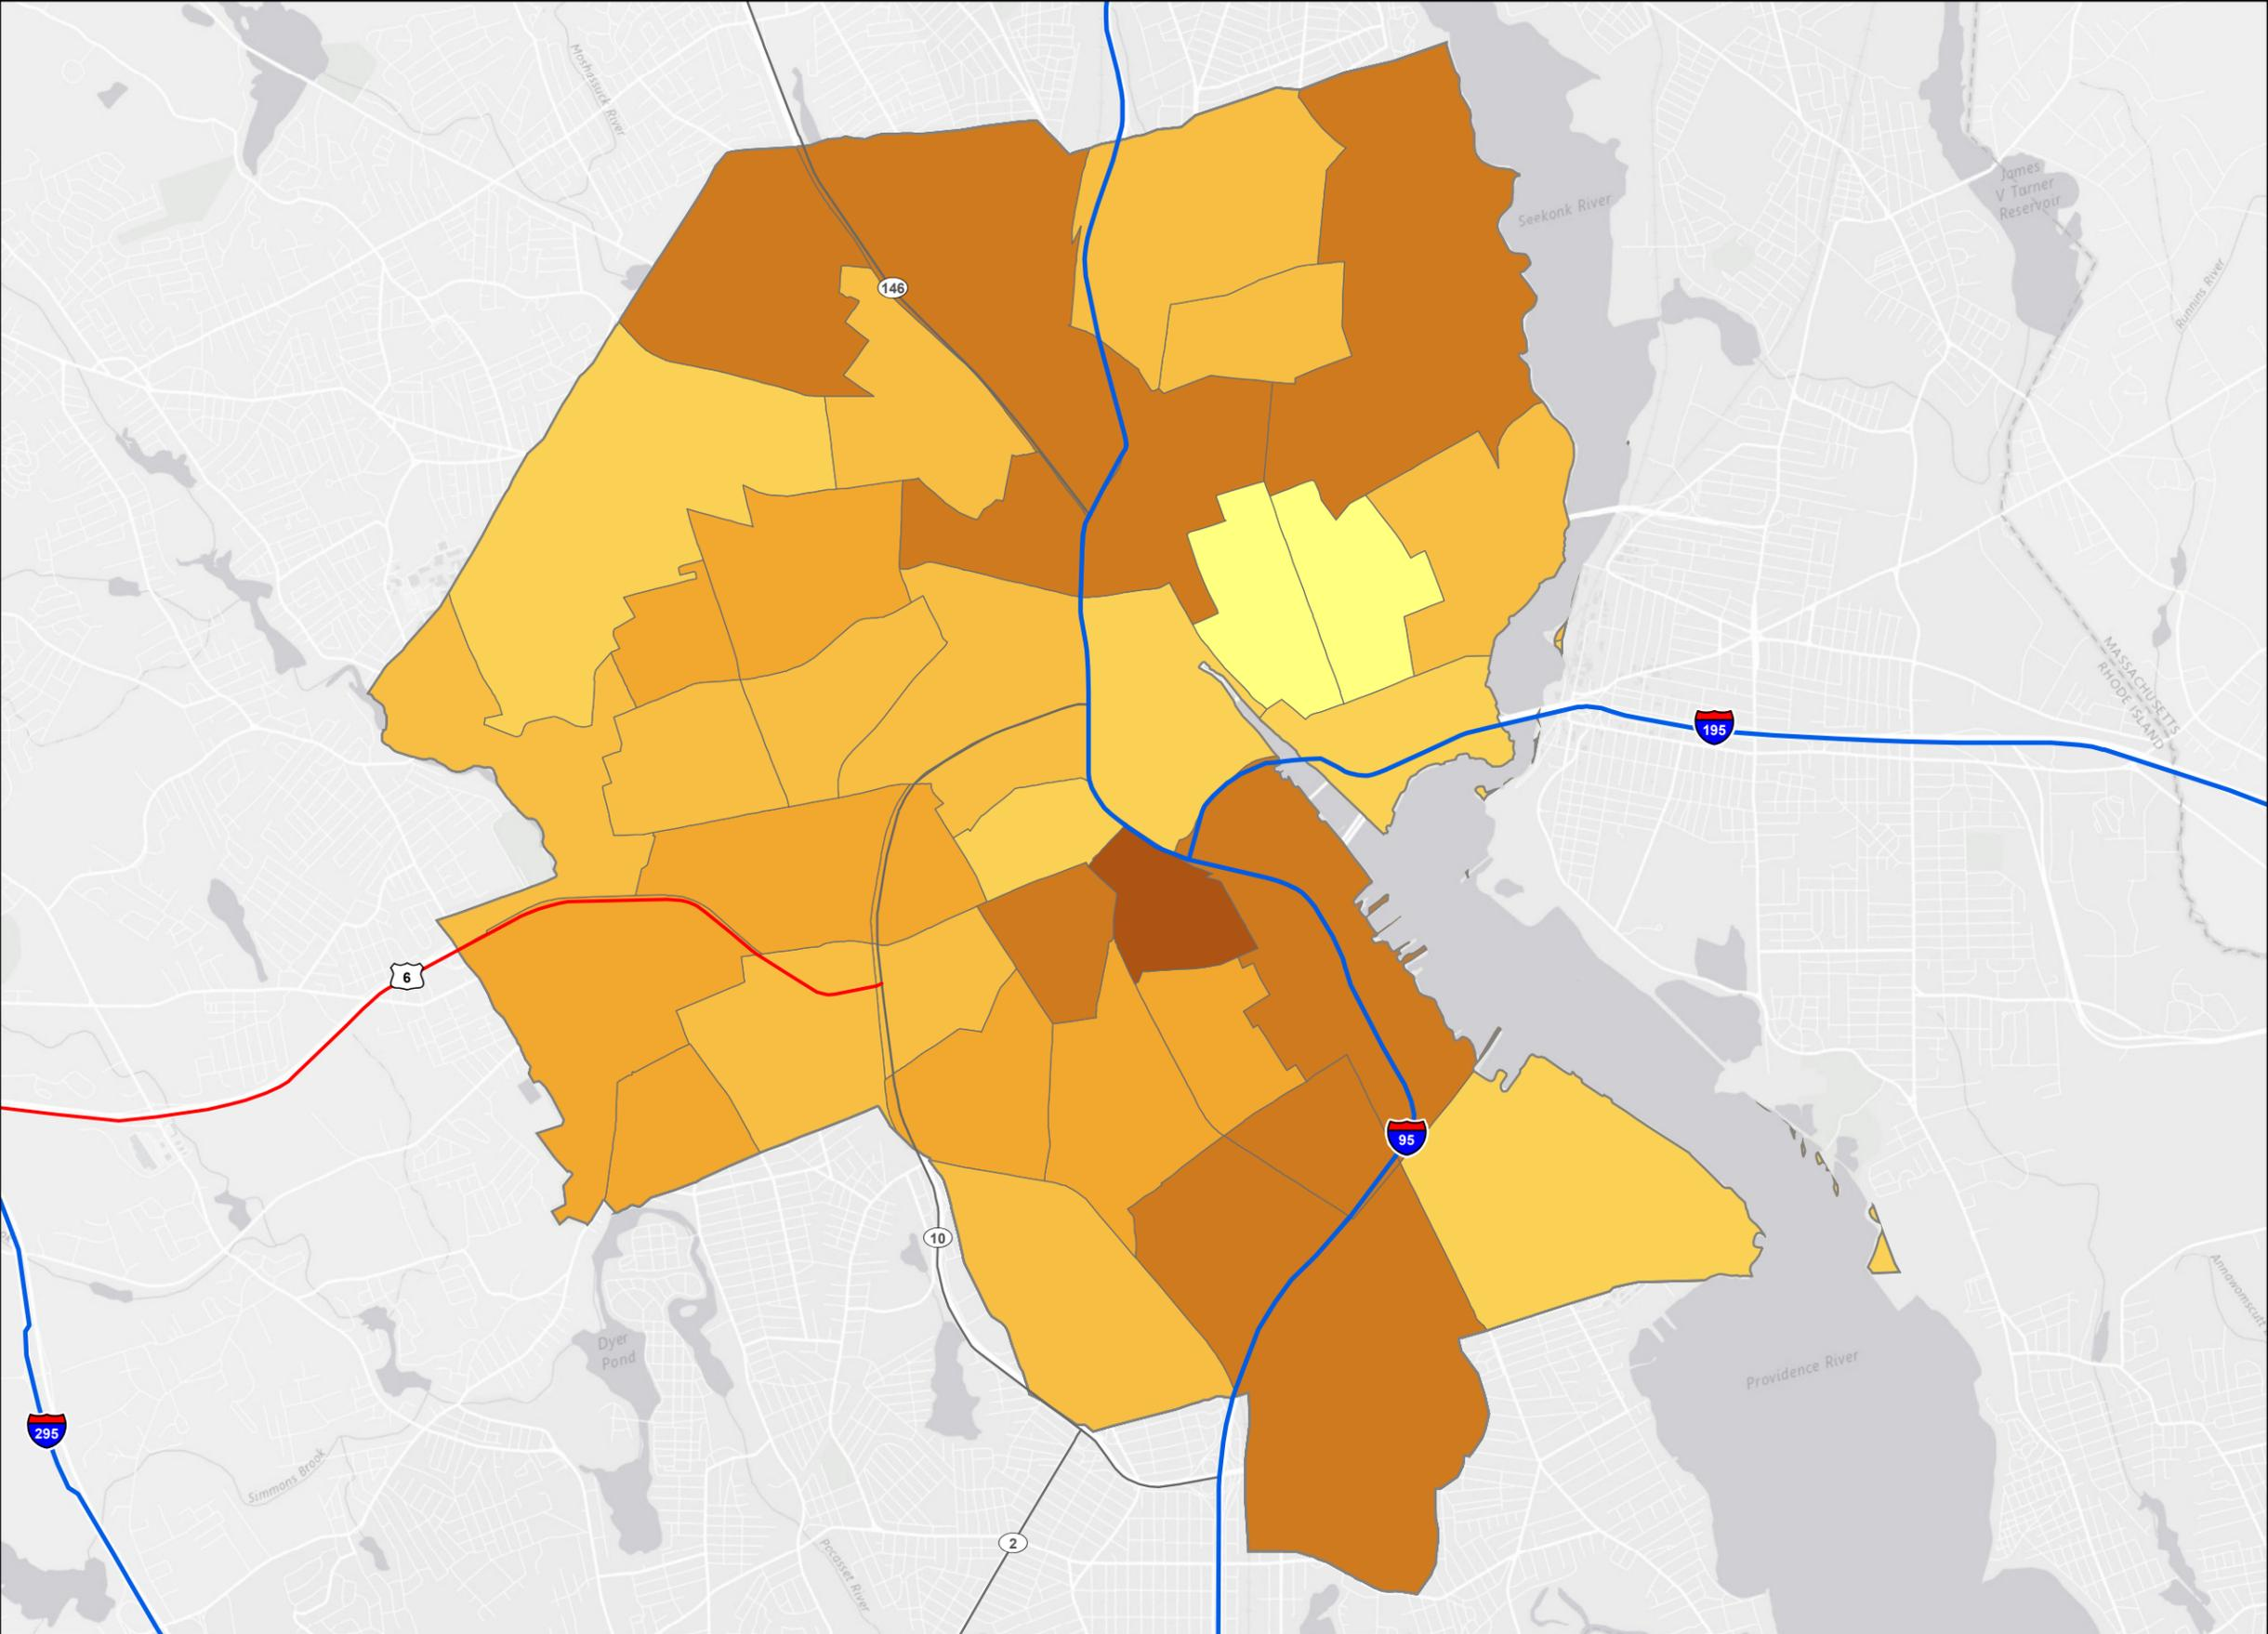 Moshassuck River
146
Seekonk River
James
V Tarner
Reservoir
Runnins River
MASSACHUSETTS
RHODE ISLAND
195
6
95
10
Dyer
Pond
Providence River
Annawomscutt
295
Simmons Brook
2
Pocasset River